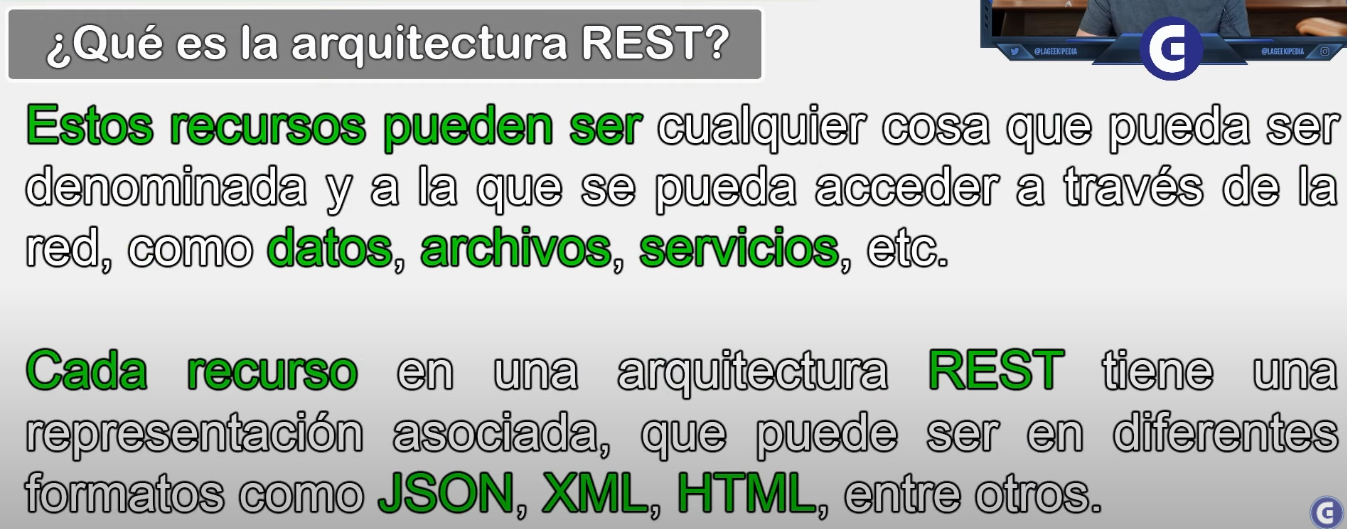 ¿Qué es la arquitectura REST?
@LAGEEKIPEDIA
@LAGEEKIPEDIA
Estos recursos pueden ser cualquier cosa que pueda ser
denominada y a la que se pueda acceder a través de la
red, como datos, archivos, servicios, etc.
Cada recurso en una arquitectura REST tiene una
representación asociada, que puede ser en diferentes
formatos como JSON, XML, HTML, entre otros.